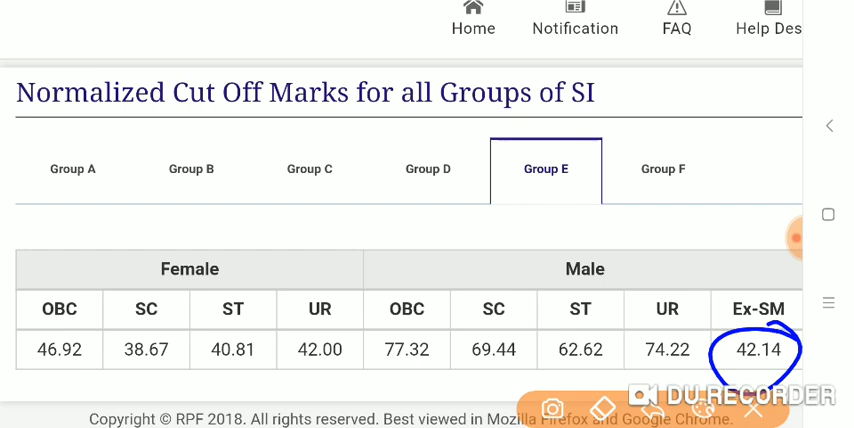 Home Notification FAQ Help Des
Normalized Cut Off Marks for all Groups of SI
Group A Group B Group C Group D Group E Group F
Female Male
OBC SC ST UR OBC SC ST UR Ex-SM
46.92 38.67 40.81 42.00 77.32 69.44 62.62 74.22 42.14
DU RECORDER
Copyright © RPF 2018. All rights reserved. Best viewed in Mozilla Firefox and Google Chrome.